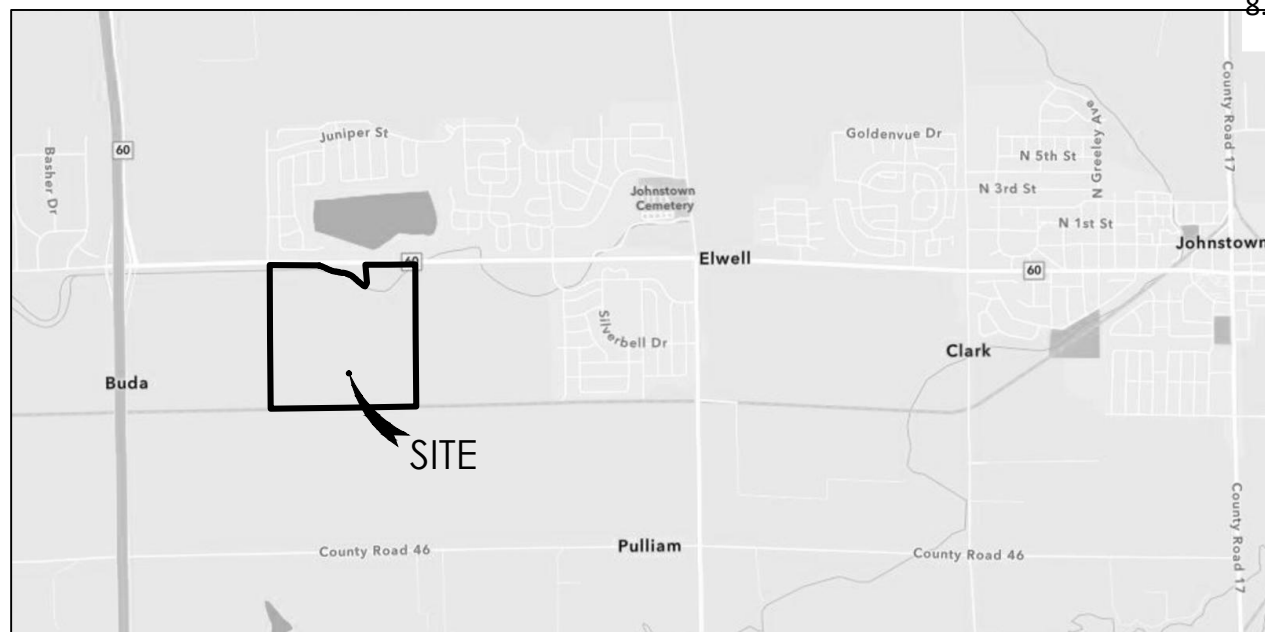 8.
County Road 17
Juniper St
Goldenvue Dr
N Greeley Ave
60
N 5th St
Basher Dr
Johnstown
Cemetery
N 3rd St
N 1st St
Johnstown
60
Elwell
60
Silverbell Dr
Clark
Buda
SITE
County Road 17
County Road 46
Pulliam
County Road 46